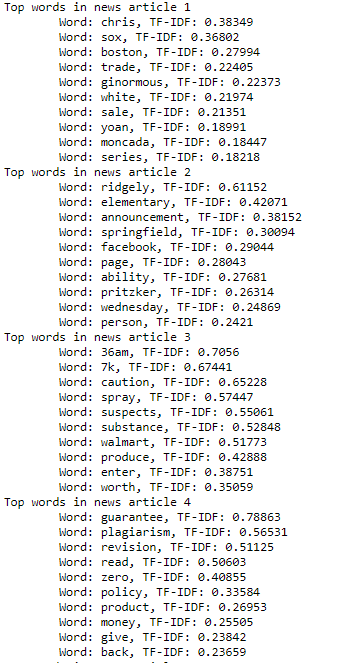 Top words in news article 1
Word: chris, TF-IDF: 0.38349
Word: sox, TF-IDF: 0.36802
Word: boston, TF-IDF: 0.27994
Word: trade, TF-IDF: 0.22405
Word: ginormous, TF-IDF: 0.22373
Word: white, TF-IDF: 0.21974
Word: sale, TF-IDF: 0.21351
Word: yoan, TF-IDF: 0.18991
Word: moncada, TF-IDF: 0.18447
Word: series, TF-IDF: 0.18218
Top words in news article 2
Word: ridgely, TF-IDF: 0.61152
Word: elementary, TF-IDF: 0.42071
Word: announcement, TF-IDF: 0.38152
Word: springfield, TF-IDF: 0.30094
Word: facebook, TF-IDF: 0.29044
Word: page, TF-IDF: 0.28043
Word: ability, TF-IDF: 0.27681
Word: pritzker, TF-IDF: 0.26314
Word: wednesday, TF-IDF: 0.24869
Word: person, TF-IDF: 0.2421
Top words in news article 3
Word: 36am, TF-IDF: 0.7056
Word: 7k, TF-IDF: 0.67441
Word: caution, TF-IDF: 0.65228
Word: spray, TF-IDF: 0.57447
Word: suspects, TF-IDF: 0.55061
Word: substance, TF-IDF: 0.52848
Word: walmart, TF-IDF: 0.51773
Word: produce, TF-IDF: 0.42888
Word: enter, TF-IDF: 0.38751
Word: worth, TF-IDF: 0.35059
Top words in news article 4
Word: guarantee, TF-IDF: 0.78863
Word: plagiarism, TF-IDF: 0.56531
Word: revision, TF-IDF: 0.51125
Word: read, TF-IDF: 0.50603
Word: zero, TF-IDF: 0.40855
Word: policy, TF-IDF: 0.33584
Word: product, TF-IDF: 0.26953
Word: money, TF-IDF: 0.25505
Word: give, TF-IDF: 0.23842
Word: back, TF-IDF: 0.23659